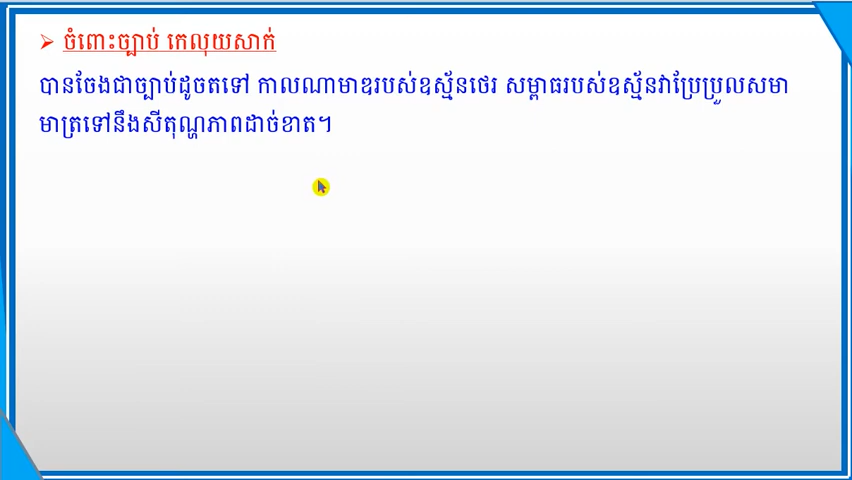 ចំពោះច្បាប់ កេលុយសាក់
បានចែងជាច្បាប់ដូចតទៅ កាលណាមាឌរបស់ឧស្ម័នថេរ សម្ពាធរបស់ឧស្ម័នវាប្រែប្រួលសមា
មាត្រទៅនឹងសីតុណ្ហភាពដាច់ខាត។